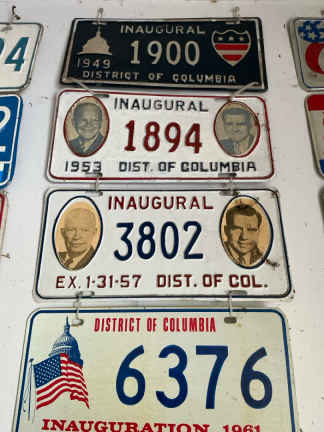 INAUGURAL
1949 1900
DISTRICT OF COLUMBIA
INAUGURAL
1894
1953 DIST. OF COLUMBIA
INAUGURAL
3802
EX. 1-31-57 DIST. OF COL.
DISTRICT OF COLUMBIA
6376
INAUGURATION, 1961